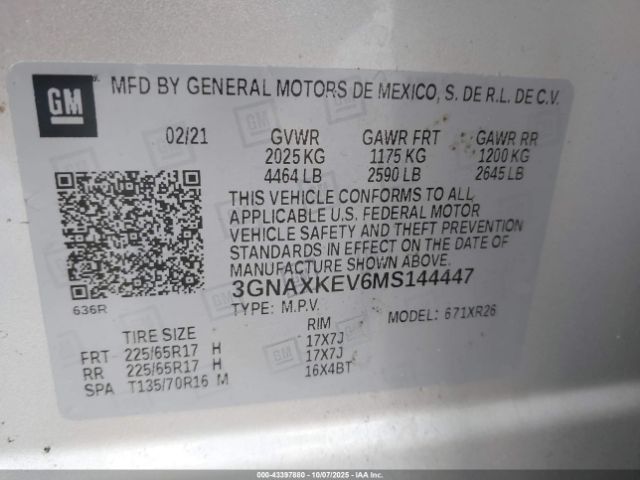 GM
MFD BY GENERAL MOTORS DE MEXICO, S. DE R.L. DE C.V.
02/21 GVWR GAWR FRT GAWR RR
2025 KG 1175 KG 1200 KG
4464 LB 2590 LB 2645 LB
THIS VEHICLE CONFORMS TO ALL
APPLICABLE U.S. FEDERAL MOTOR
VEHICLE SAFETY AND THEFT PREVENTION
STANDARDS IN EFFECT ON THE DATE OF
MANUFACTURE SHOWN ABOVE.
3GNAXKEV6MS144447
636R
TYPE: M.P.V. MODEL: 671XR26
TIRE SIZE RIM
FRT 225/65R17 H 17X7J
RR 225/65R17 H 17X7J
SPA T135/70R16 M 16X4BT
000-43397880 | 10/07/2025 | IAAI.COM